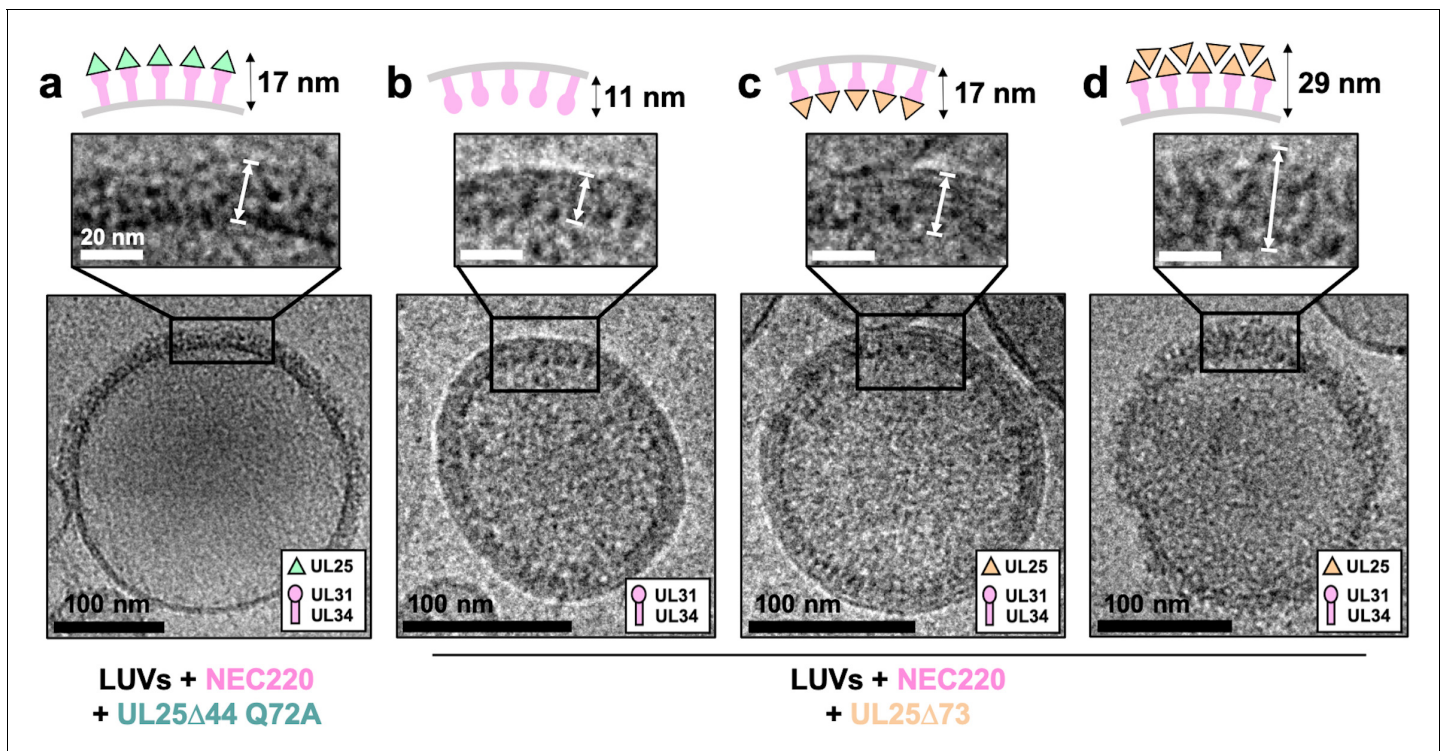 a
17 nm
b
11 nm
c
17 nm
d
29 nm
20 nm
UL25
UL31
UL34
100 nm
UL31
UL34
100 nm
UL25
UL31
UL34
100 nm
UL25
UL31
UL34
100 nm
LUVs + NEC220
+ UL25Δ44 Q72A
LUVs + NEC220
+ UL25Δ73